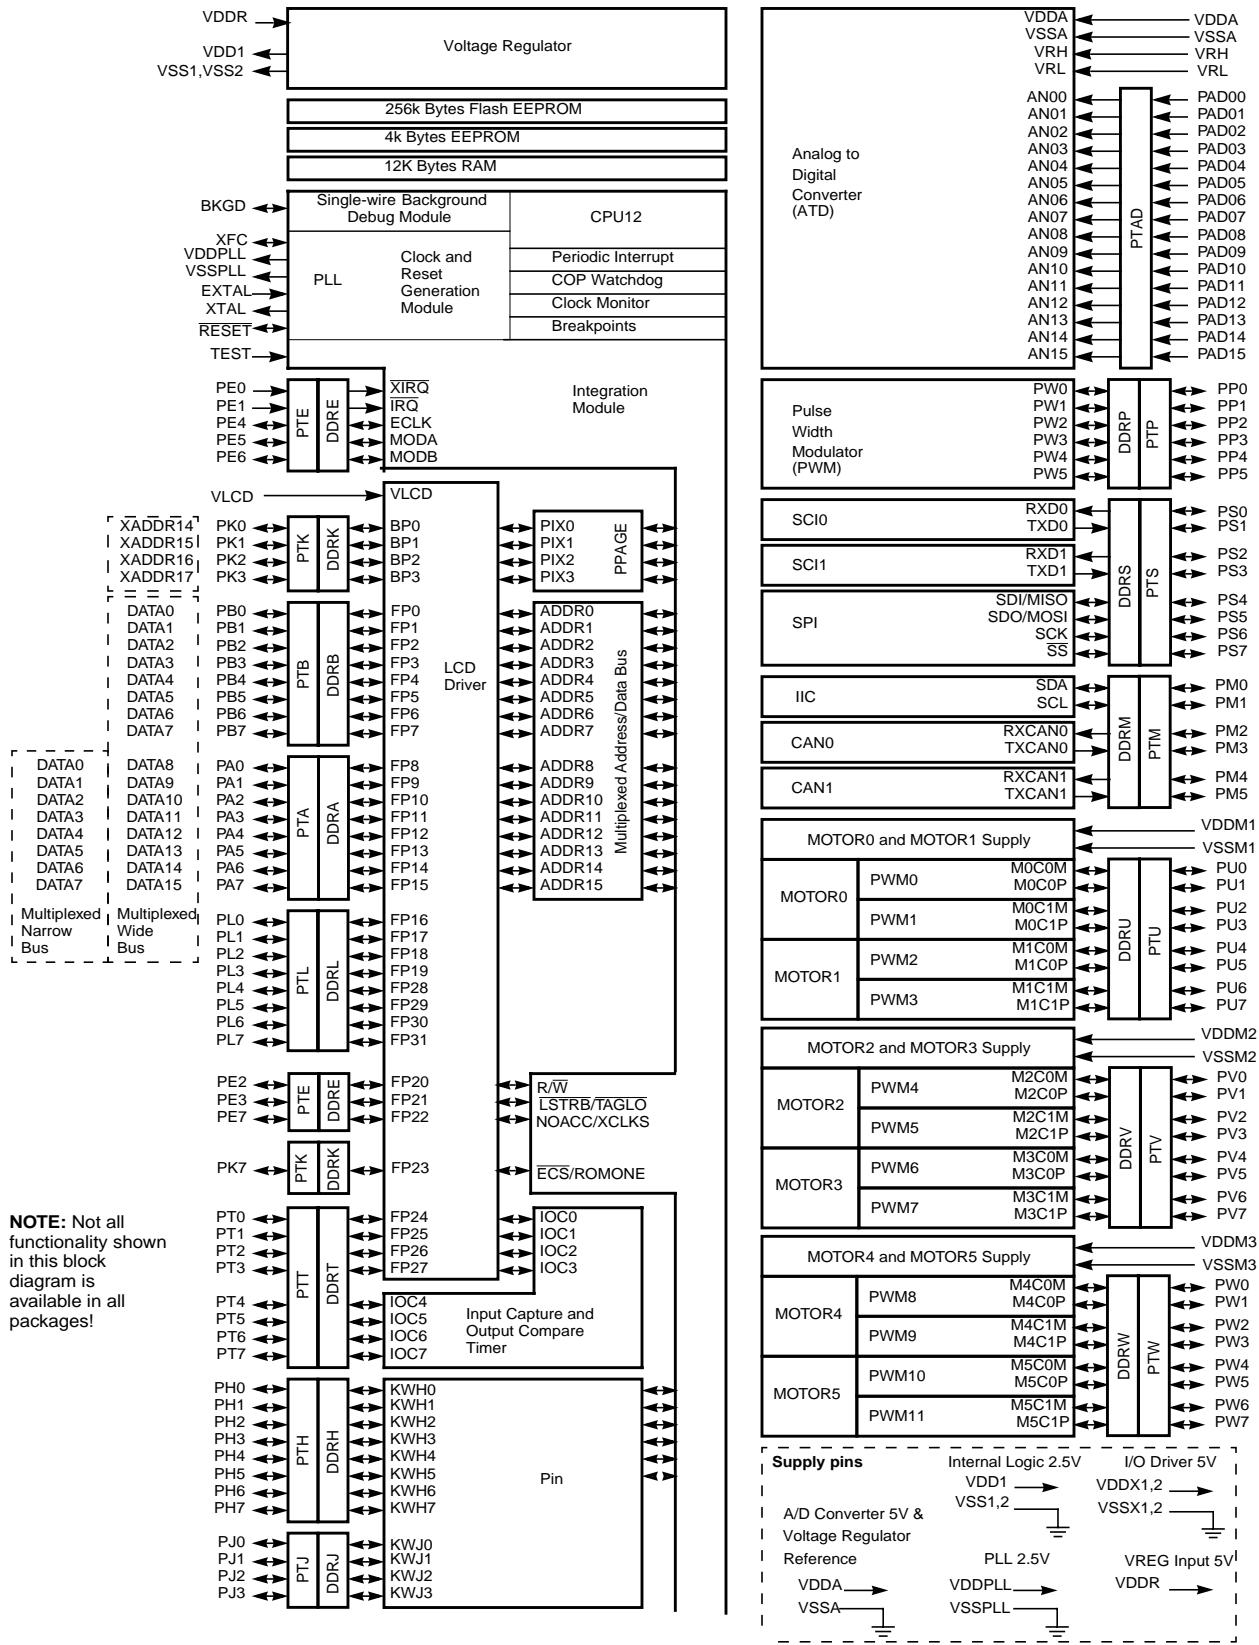 VDDR
VDD1
VSS1,VSS2
Voltage Regulator
256k Bytes Flash EEPROM
4k Bytes EEPROM
12K Bytes RAM
BKGD
Single-wire Background
Debug Module
CPU12
XFC
VDDPLL
VSSPLL
EXTAL
XTAL
RESET
TEST
PLL
Clock and
Reset
Generation
Module
Periodic Interrupt
COP Watchdog
Clock Monitor
Breakpoints
Integration
Module
PE0 XIRQ
PE1 IRQ
PE4 ECLK
PE5 MODA
PE6 MODB
PTE
DDRE
VLCD VLCD
XADDR14 PK0 BP0 PIX0
XADDR15 PK1 BP1 PIX1
XADDR16 PK2 BP2 PIX2
XADDR17 PK3 BP3 PIX3
PTK
DDRK
PPAGE
DATA0 PB0 FP0 ADDR0
DATA1 PB1 FP1 ADDR1
DATA2 PB2 FP2 ADDR2
DATA3 PB3 FP3 ADDR3
DATA4 PB4 FP4 ADDR4
DATA5 PB5 FP5 ADDR5
DATA6 PB6 FP6 ADDR6
DATA7 PB7 FP7 ADDR7
PTB
DDRB
LCD
Driver
Multiplexed Address/Data Bus
DATA0 DATA8 PA0 FP8 ADDR8
DATA1 DATA9 PA1 FP9 ADDR9
DATA2 DATA10 PA2 FP10 ADDR10
DATA3 DATA11 PA3 FP11 ADDR11
DATA4 DATA12 PA4 FP12 ADDR12
DATA5 DATA13 PA5 FP13 ADDR13
DATA6 DATA14 PA6 FP14 ADDR14
DATA7 DATA15 PA7 FP15 ADDR15
PTA
DDRA
Multiplexed
Narrow
Bus
Multiplexed
Wide
Bus
PL0 FP16
PL1 FP17
PL2 FP18
PL3 FP19
PL4 FP28
PL5 FP29
PL6 FP30
PL7 FP31
PTL
DDRL
PE2 FP20 R/W
PE3 FP21 LSTRB/TAGLO
PE7 FP22 NOACC/XCLKS
PTE
DDRE
PK7 FP23 ECS/ROMONE
PTK
DDRK
NOTE: Not all
functionality shown
in this block
diagram is
available in all
packages!
PT0 FP24 IOC0
PT1 FP25 IOC1
PT2 FP26 IOC2
PT3 FP27 IOC3
PT4 IOC4
PT5 IOC5
PT6 IOC6
PT7 IOC7
PTT
DDRT
Input Capture and
Output Compare
Timer
PH0 KWH0
PH1 KWH1
PH2 KWH2
PH3 KWH3
PH4 KWH4
PH5 KWH5
PH6 KWH6
PH7 KWH7
PTH
DDRH
Pin
PJ0 KWJ0
PJ1 KWJ1
PJ2 KWJ2
PJ3 KWJ3
PTJ
DDRJ
VDDA VDDA
VSSA VSSA
VRH VRH
VRL VRL
AN00 PAD00
AN01 PAD01
AN02 PAD02
AN03 PAD03
AN04 PAD04
AN05 PAD05
AN06 PAD06
AN07 PAD07
AN08 PAD08
AN09 PAD09
AN10 PAD10
AN11 PAD11
AN12 PAD12
AN13 PAD13
AN14 PAD14
AN15 PAD15
Analog to
Digital
Converter
(ATD)
PTAD
PW0 PP0
PW1 PP1
PW2 PP2
PW3 PP3
PW4 PP4
PW5 PP5
Pulse
Width
Modulator
(PWM)
DDRP
PTP
SCI0
RXD0 PS0
TXD0 PS1
SCI1
RXD1 PS2
TXD1 PS3
SPI
SDI/MISO PS4
SDO/MOSI PS5
SCK PS6
SS PS7
DDRS
PTS
IIC
SDA PM0
SCL PM1
CAN0
RXCAN0 PM2
TXCAN0 PM3
CAN1
RXCAN1 PM4
TXCAN1 PM5
DDRM
PTM
MOTOR0 and MOTOR1 Supply
VDDM1
VSSM1
MOTOR0
PWM0
M0C0M PU0
M0C0P PU1
PWM1
M0C1M PU2
M0C1P PU3
MOTOR1
PWM2
M1C0M PU4
M1C0P PU5
PWM3
M1C1M PU6
M1C1P PU7
DDRU
PTU
MOTOR2 and MOTOR3 Supply
VDDM2
VSSM2
MOTOR2
PWM4
M2C0M PV0
M2C0P PV1
PWM5
M2C1M PV2
M2C1P PV3
MOTOR3
PWM6
M3C0M PV4
M3C0P PV5
PWM7
M3C1M PV6
M3C1P PV7
DDRV
PTV
MOTOR4 and MOTOR5 Supply
VDDM3
VSSM3
MOTOR4
PWM8
M4C0M PW0
M4C0P PW1
PWM9
M4C1M PW2
M4C1P PW3
MOTOR5
PWM10
M5C0M PW4
M5C0P PW5
PWM11
M5C1M PW6
M5C1P PW7
DDRW
PTW
Supply pins
Internal Logic 2.5V
VDD1
VSS1,2
I/O Driver 5V
VDDX1,2
VSSX1,2
A/D Converter 5V &
Voltage Regulator
Reference
VDDA
VSSA
PLL 2.5V
VDDPLL
VSSPLL
VREG Input 5V
VDDR